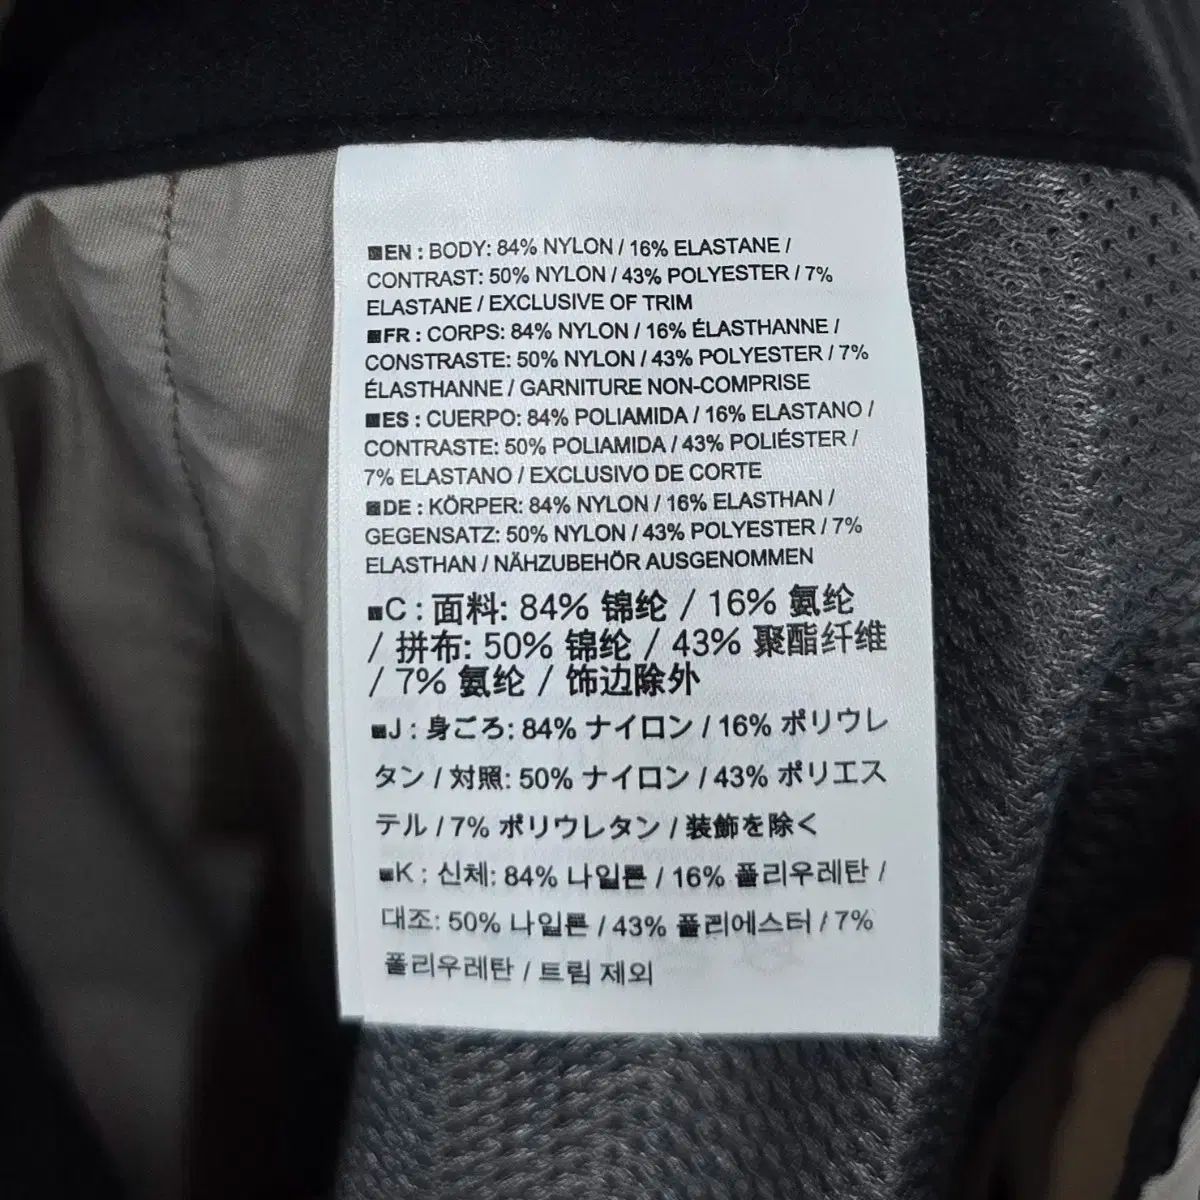 EN : BODY: 84% NYLON / 16% ELASTANE /
CONTRAST: 50% NYLON / 43% POLYESTER / 7%
ELASTANE / EXCLUSIVE OF TRIM
FR : CORPS: 84% NYLON / 16% ÉLASTHANNE /
CONSTRASTE: 50% NYLON / 43% POLYESTER / 7%
ÉLASTHANNE / GARNITURE NON-COMPRISE
ES : CUERPO: 84% POLIAMIDA / 16% ELASTANO /
CONTRASTE: 50% POLIAMIDA / 43% POLIÉSTER /
7% ELASTANO / EXCLUSIVO DE CORTE
DE : KÖRPER: 84% NYLON / 16% ELASTHAN /
GEGENSATZ: 50% NYLON / 43% POLYESTER / 7%
ELASTHAN / NÄHZUBEHÖR AUSGENOMMEN
C : 面料: 84% 锦纶 / 16% 氨纶
/ 拼布: 50% 锦纶 / 43% 聚酯纤维
/ 7% 氨纶 / 饰边除外
J : 身ごろ: 84% ナイロン / 16% ポリウレ
タン / 対照: 50% ナイロン / 43% ポリエス
テル / 7% ポリウレタン / 装飾を除く
K : 신체: 84% 나일론 / 16% 폴리우레탄 /
대조: 50% 나일론 / 43% 폴리에스터 / 7%
폴리우레탄 / 트림 제외